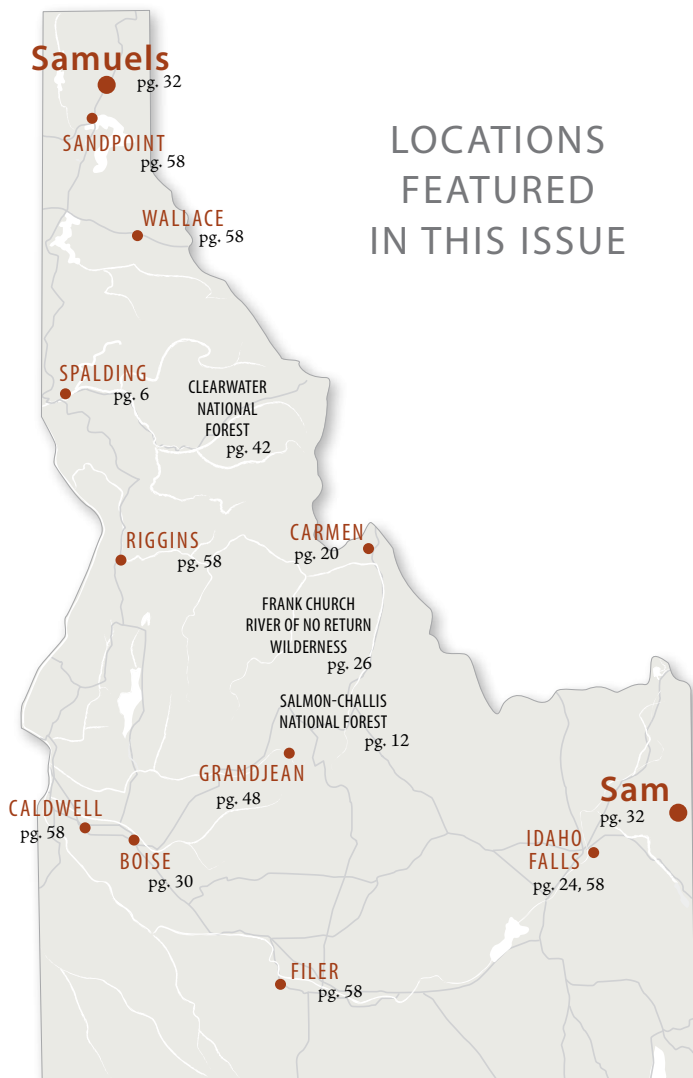 Samuels
pg. 32
LOCATIONS
FEATURED
IN THIS ISSUE
SANDPOINT
pg. 58
WALLACE
pg. 58
SPALDING
pg. 6
CLEARWATER
NATIONAL
FOREST
pg. 42
RIGGINS
pg. 58
CARMEN
pg. 20
FRANK CHURCH
RIVER OF NO RETURN
WILDERNESS
pg. 26
SALMON-CHALLIS
NATIONAL FOREST
pg. 12
GRANDJEAN
pg. 48
Sam
pg. 32
CALDWELL
pg. 58
BOISE
pg. 30
IDAHO
FALLS
pg. 24, 58
FILER
pg. 58